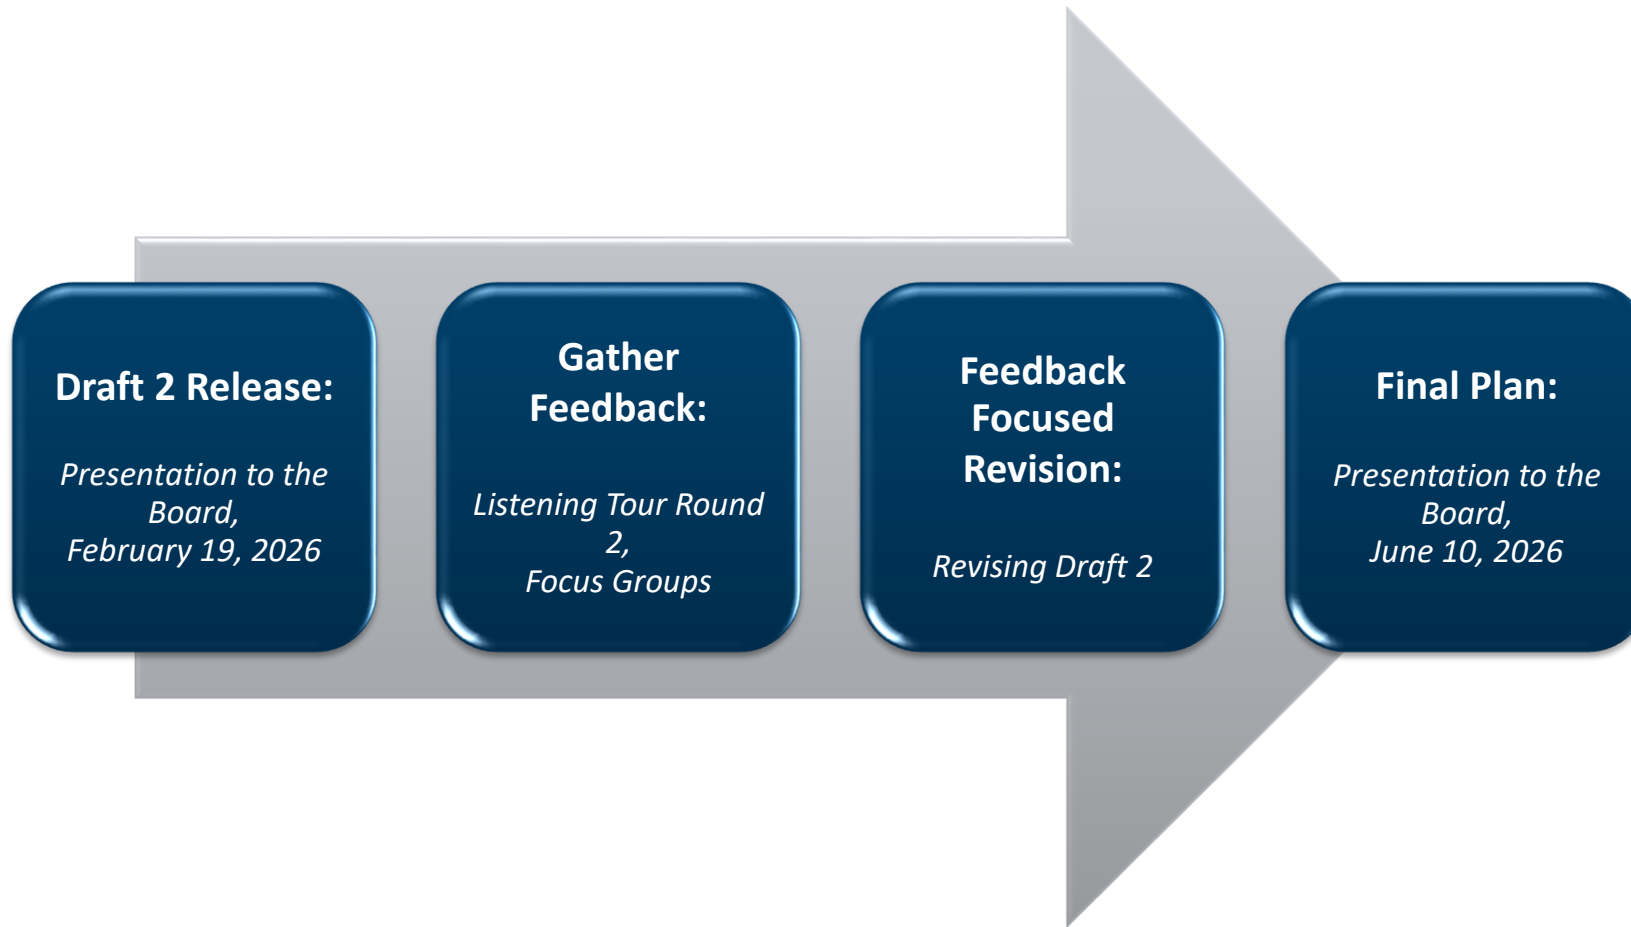 Draft 2 Release:
Presentation to the
Board,
February 19, 2026
Gather
Feedback:
Listening Tour Round
2,
Focus Groups
Feedback
Focused
Revision:
Revising Draft 2
Final Plan:
Presentation to the
Board,
June 10, 2026